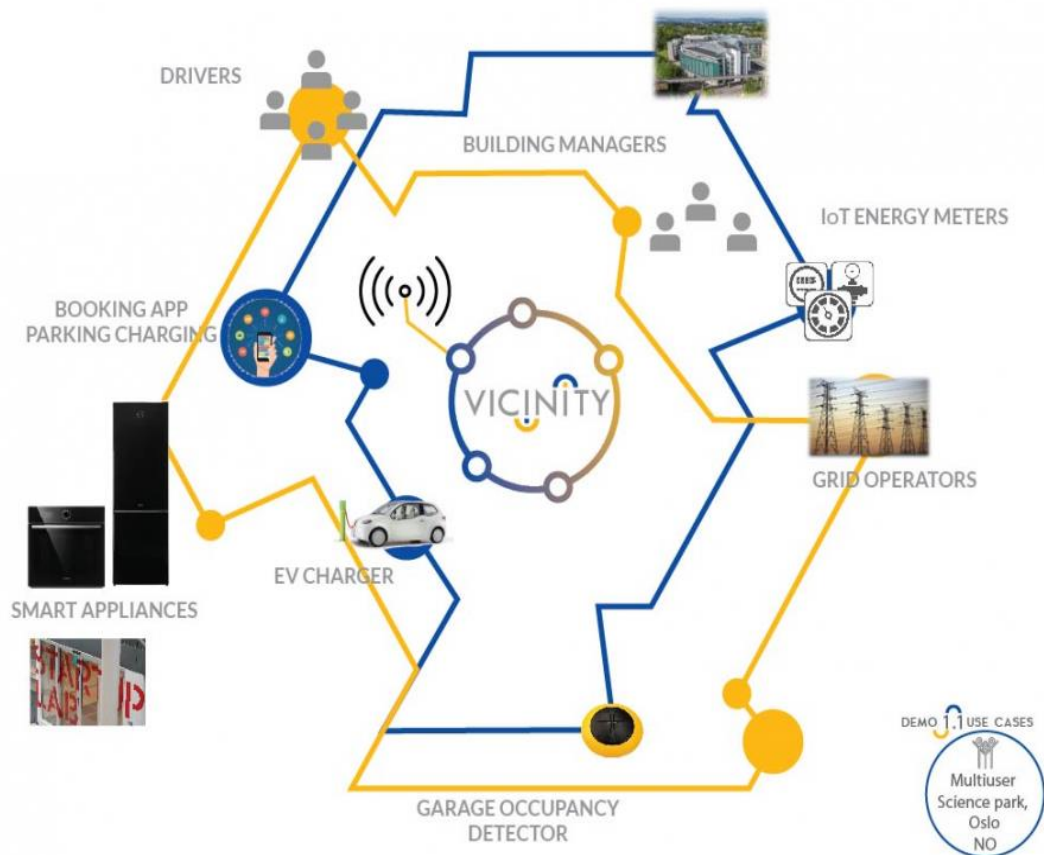 DRIVERS
BUILDING MANAGERS
IoT ENERGY METERS
BOOKING APP
PARKING CHARGING
VICINITY
GRID OPERATORS
EV CHARGER
SMART APPLIANCES
DEMO 1.1 USE CASES
Multiuser
Science park,
Oslo
NO
GARAGE OCCUPANCY
DETECTOR